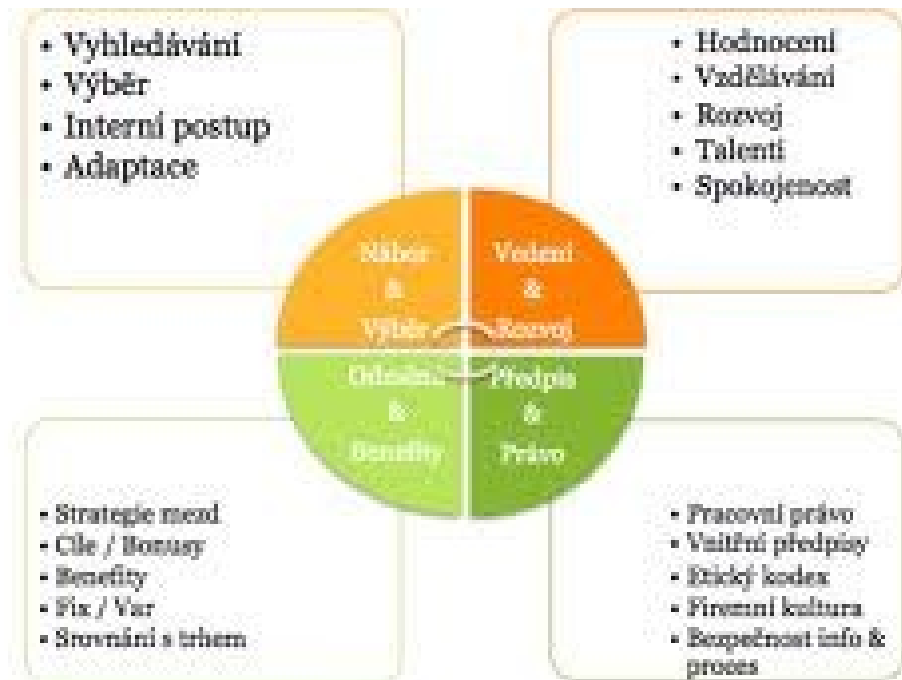 • Vyhledávání
• Výběr
• Interní postup
• Adaptace
• Hodnocení
• Vzdělávání
• Rozvoj
• Talenti
• Spokojenost
Nábor
&
Výběr
Vedení
&
Rozvoj
Odměna
&
Benefity
Předpis
&
Právo
• Strategie mezd
• Cíle / Bonusy
• Benefity
• Fix / Var
• Srovnání s trhem
• Pracovní právo
• Vnitřní předpisy
• Etický kodex
• Firemní kultura
• Bezpečnost info &
proces